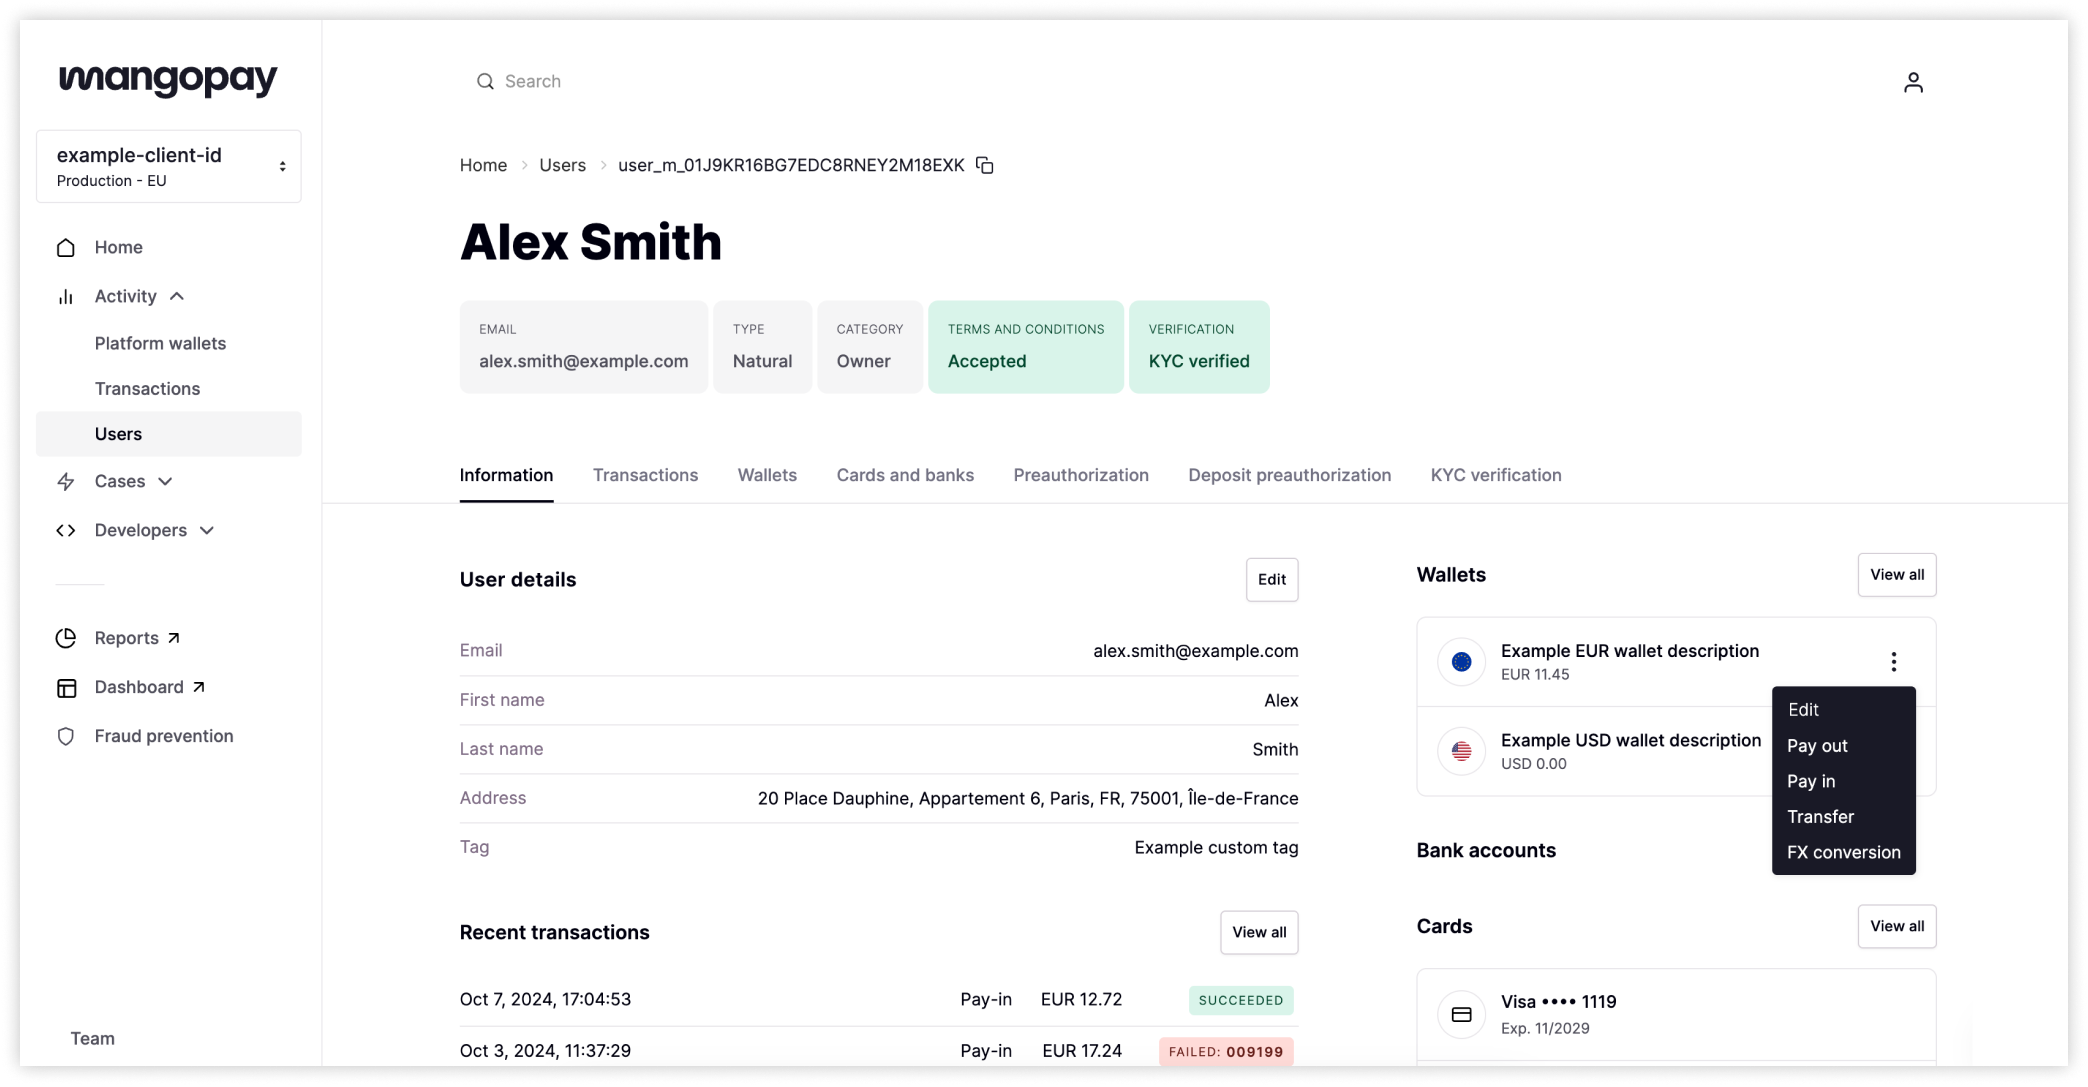 mangopay
example-client-id
Production - EU
Home
Activity
Platform wallets
Transactions
Users
Cases
Developers
Reports
Dashboard
Fraud prevention
Team
Search
Home > Users > user_m_01J9KR16BG7EDC8RNEY2M18EXK
Alex Smith
EMAIL
alex.smith@example.com
TYPE
Natural
CATEGORY
Owner
TERMS AND CONDITIONS
Accepted
VERIFICATION
KYC verified
Information Transactions Wallets Cards and banks Preauthorization Deposit preauthorization KYC verification
User details Edit
Email alex.smith@example.com
First name Alex
Last name Smith
Address 20 Place Dauphine, Appartement 6, Paris, FR, 75001, Île-de-France
Tag Example custom tag
Recent transactions View all
Oct 7, 2024, 17:04:53 Pay-in EUR 12.72 SUCCEEDED
Oct 3, 2024, 11:37:29 Pay-in EUR 17.24 FAILED: 009199
Wallets View all
Example EUR wallet description
EUR 11.45
Example USD wallet description
USD 0.00
Edit
Pay out
Pay in
Transfer
FX conversion
Bank accounts
Cards View all
Visa •••• 1119
Exp. 11/2029